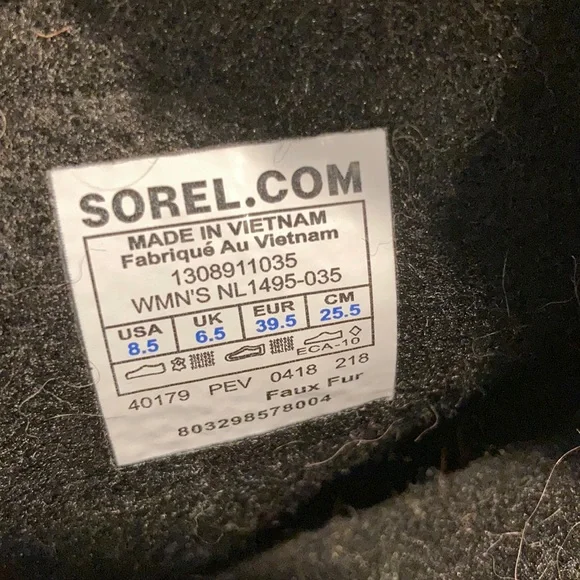 SOREL.COM
MADE IN VIETNAM
Fabriqué Au Vietnam
1308911035
WMN'S NL1495-035
USA UK EUR CM
8.5 6.5 39.5 25.5
ECA-10
40179 PEV 0418 218
Faux Fur
803298578004